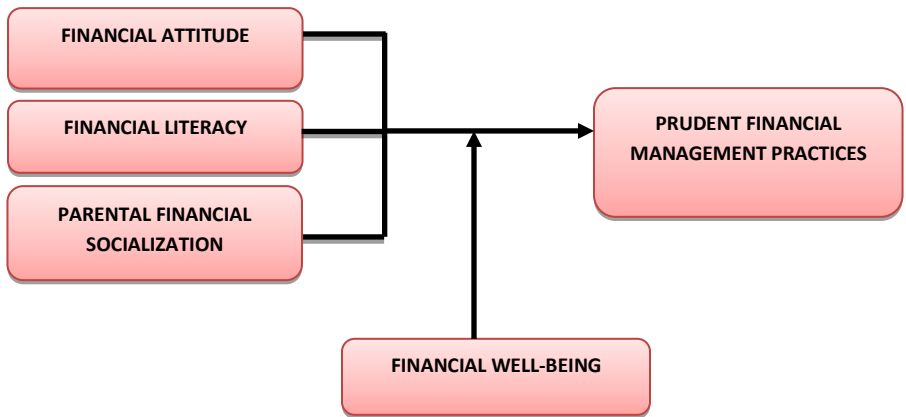 FINANCIAL ATTITUDE
FINANCIAL LITERACY
PARENTAL FINANCIAL
SOCIALIZATION
PRUDENT FINANCIAL
MANAGEMENT PRACTICES
FINANCIAL WELL-BEING